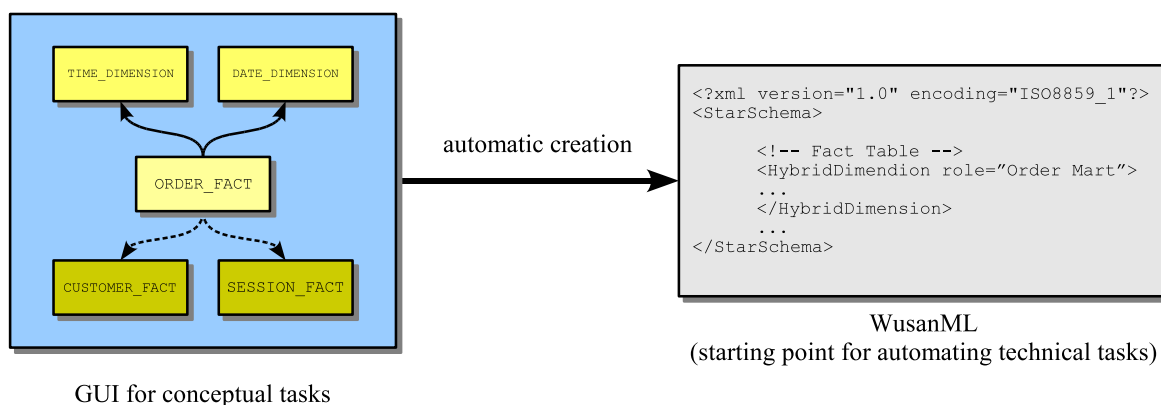 TIME_DIMENSION
DATE_DIMENSION
ORDER_FACT
CUSTOMER_FACT
SESSION_FACT
GUI for conceptual tasks
automatic creation
<?xml version="1.0" encoding="ISO8859_1"?>
<StarSchema>
<!-- Fact Table -->
<HybridDimendion role=”Order Mart”>
...
</HybridDimension>
...
</StarSchema>
WusanML
(starting point for automating technical tasks)